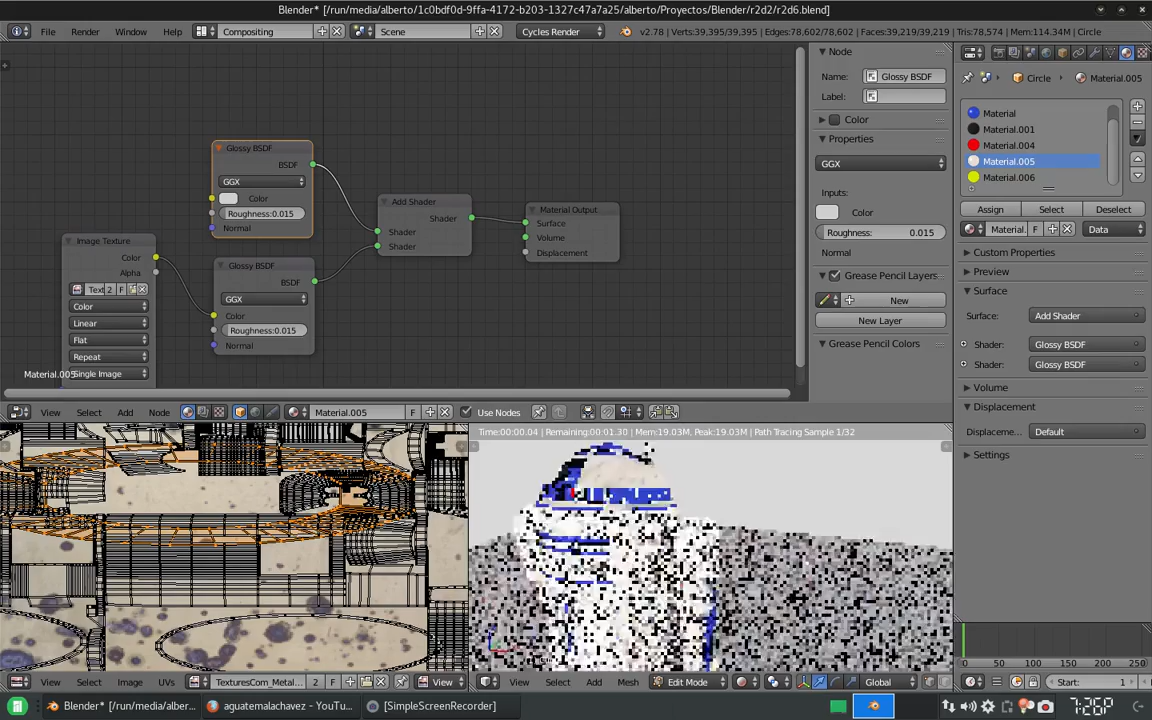 Blender* [/run/media/alberto/1c0bdf0d-9ffa-4172-b203-1327c47a7a25/alberto/Proyectos/Blender/r2d2/r2d6.blend]
File Render Window Help Compositing Scene Cycles Render v2.78 | Verts:39,395/39,395 | Edges:78,602/78,602 | Faces:39,219/39,219 | Tris:78,574 | Mem:114.34M | Circle
Glossy BSDF
BSDF
GGX
Color
Roughness:0.015
Normal
Add Shader
Shader
Shader
Shader
Material Output
Surface
Volume
Displacement
Image Texture
Color
Alpha
Text 2 F
Color
Linear
Flat
Repeat
Single Image
Material.005
Glossy BSDF
BSDF
GGX
Color
Roughness:0.015
Normal
Node
Name: Glossy BSDF
Label:
Color
Properties
GGX
Inputs:
Color
Roughness: 0.015
Normal
Grease Pencil Layers
New
New Layer
Grease Pencil Colors
Circle Material.005
Material
Material.001
Material.004
Material.005
Material.006
Assign Select Deselect
Material. F Data
Custom Properties
Preview
Surface
Surface: Add Shader
Shader: Glossy BSDF
Shader: Glossy BSDF
Volume
Displacement
Displaceme... Default
Settings
View Select Add Node Material.005 F Use Nodes
Time:00:00.04 | Remaining:00:01.30 | Mem:19.03M, Peak:19.03M | Path Tracing Sample 1/32
View Select Image UVs TexturesCom_Metal... 2 F View
View Select Add Mesh Edit Mode Global
0 50 100 150 200 250
Start: 1
Blender* [/run/media/alber... aguatemalachavez - YouTu... [SimpleScreenRecorder] 7:26P